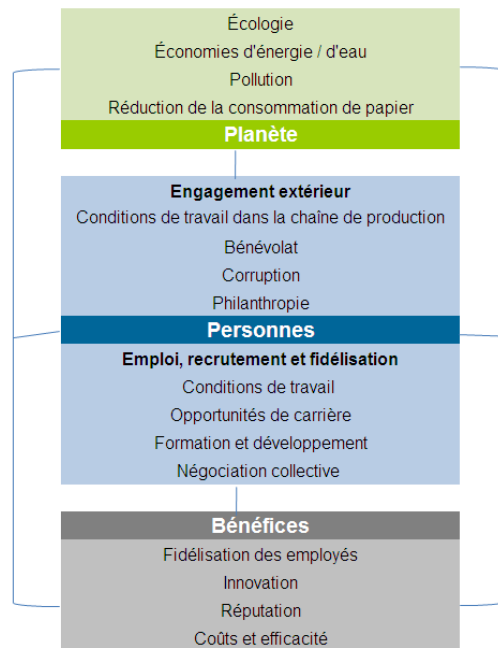 Écologie
Économies d'énergie / d'eau
Pollution
Réduction de la consommation de papier
Planète
Engagement extérieur
Conditions de travail dans la chaîne de production
Bénévolat
Corruption
Philanthropie
Personnes
Emploi, recrutement et fidélisation
Conditions de travail
Opportunités de carrière
Formation et développement
Négociation collective
Bénéfices
Fidélisation des employés
Innovation
Réputation
Coûts et efficacité